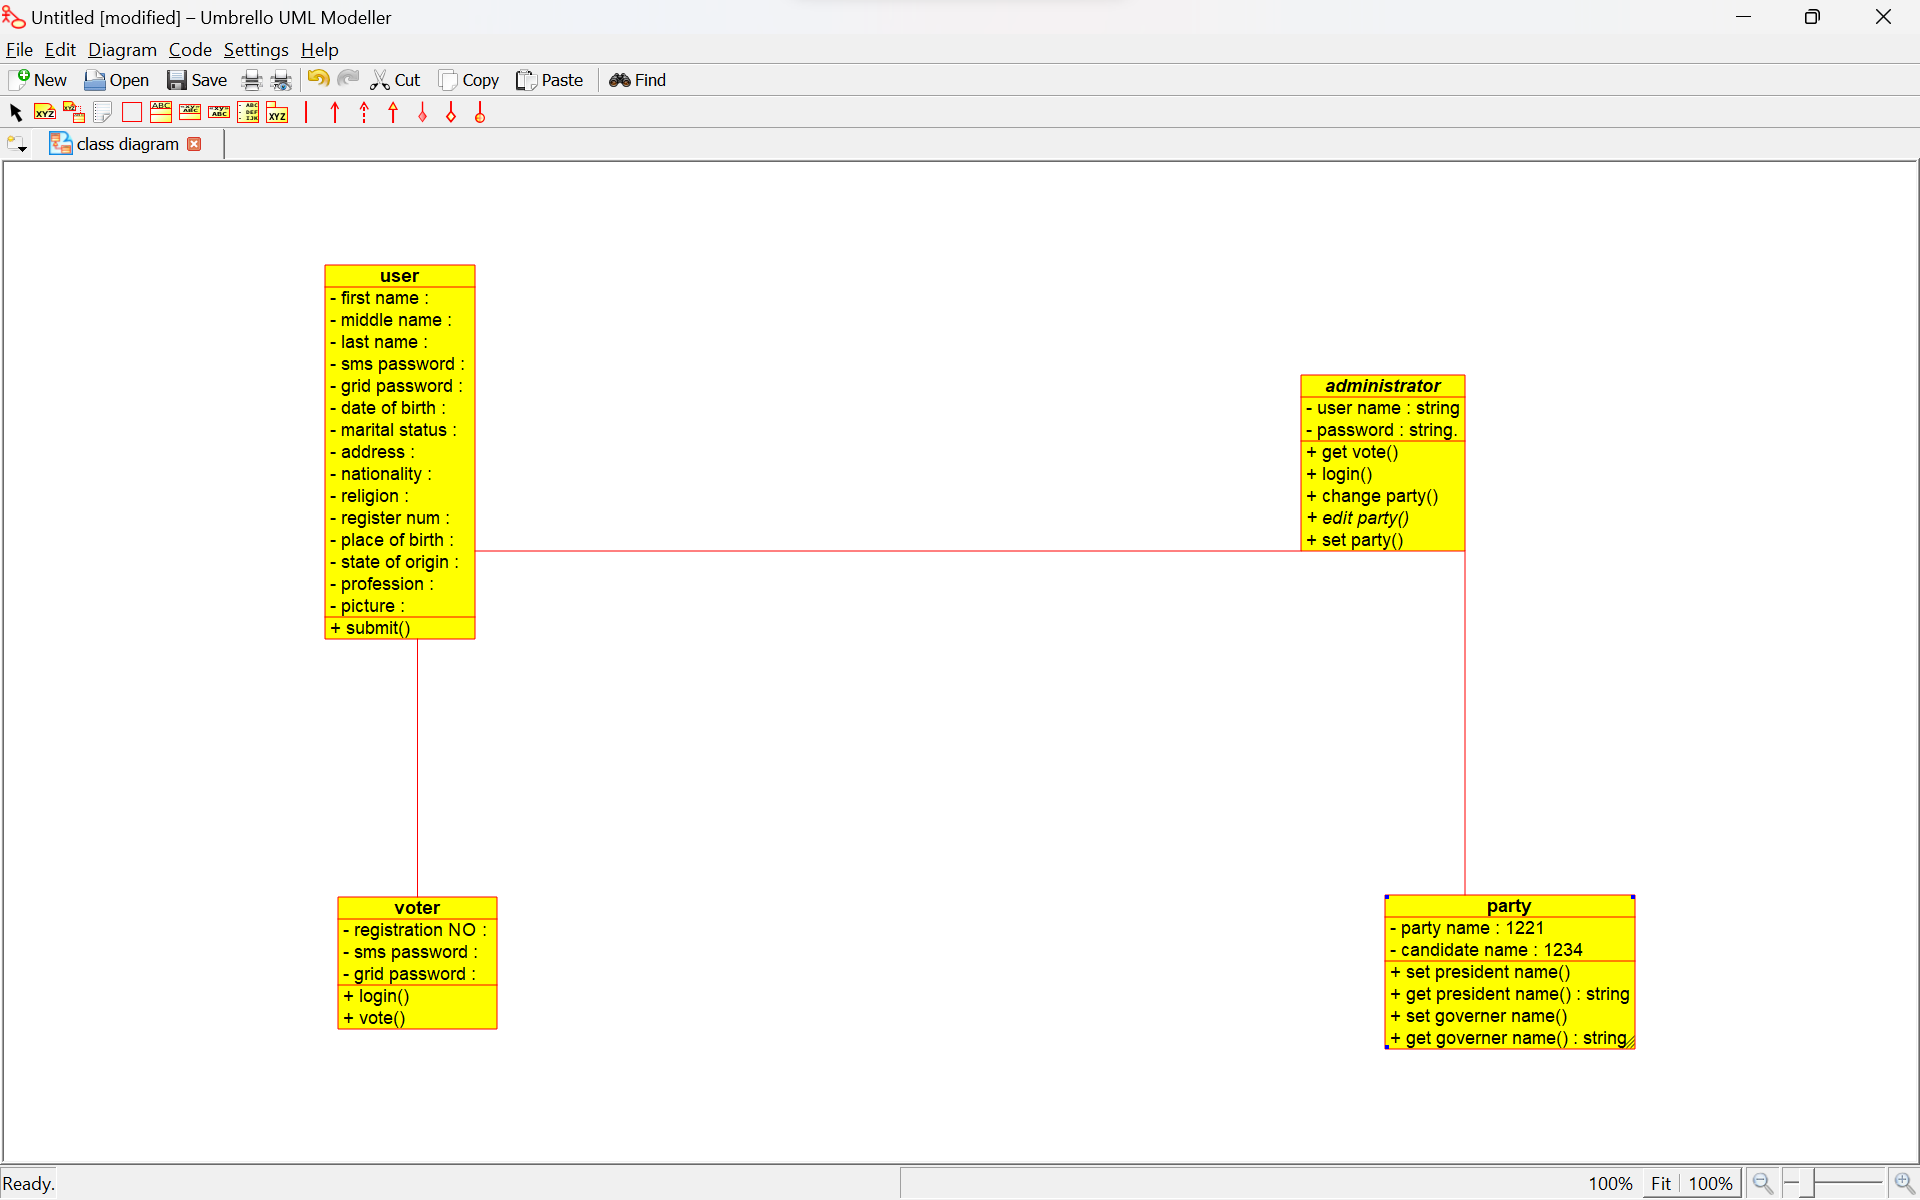 Untitled [modified] – Umbrello UML Modeller
File Edit Diagram Code Settings Help
New Open Save Cut Copy Paste Find
class diagram
user
- first name :
- middle name :
- last name :
- sms password :
- grid password :
- date of birth :
- marital status :
- address :
- nationality :
- religion :
- register num :
- place of birth :
- state of origin :
- profession :
- picture :
+ submit()
administrator
- user name : string
- password : string.
+ get vote()
+ login()
+ change party()
+ edit party()
+ set party()
voter
- registration NO :
- sms password :
- grid password :
+ login()
+ vote()
party
- party name : 1221
- candidate name : 1234
+ set president name()
+ get president name() : string
+ set governer name()
+ get governer name() : string
Ready. 100% Fit 100%